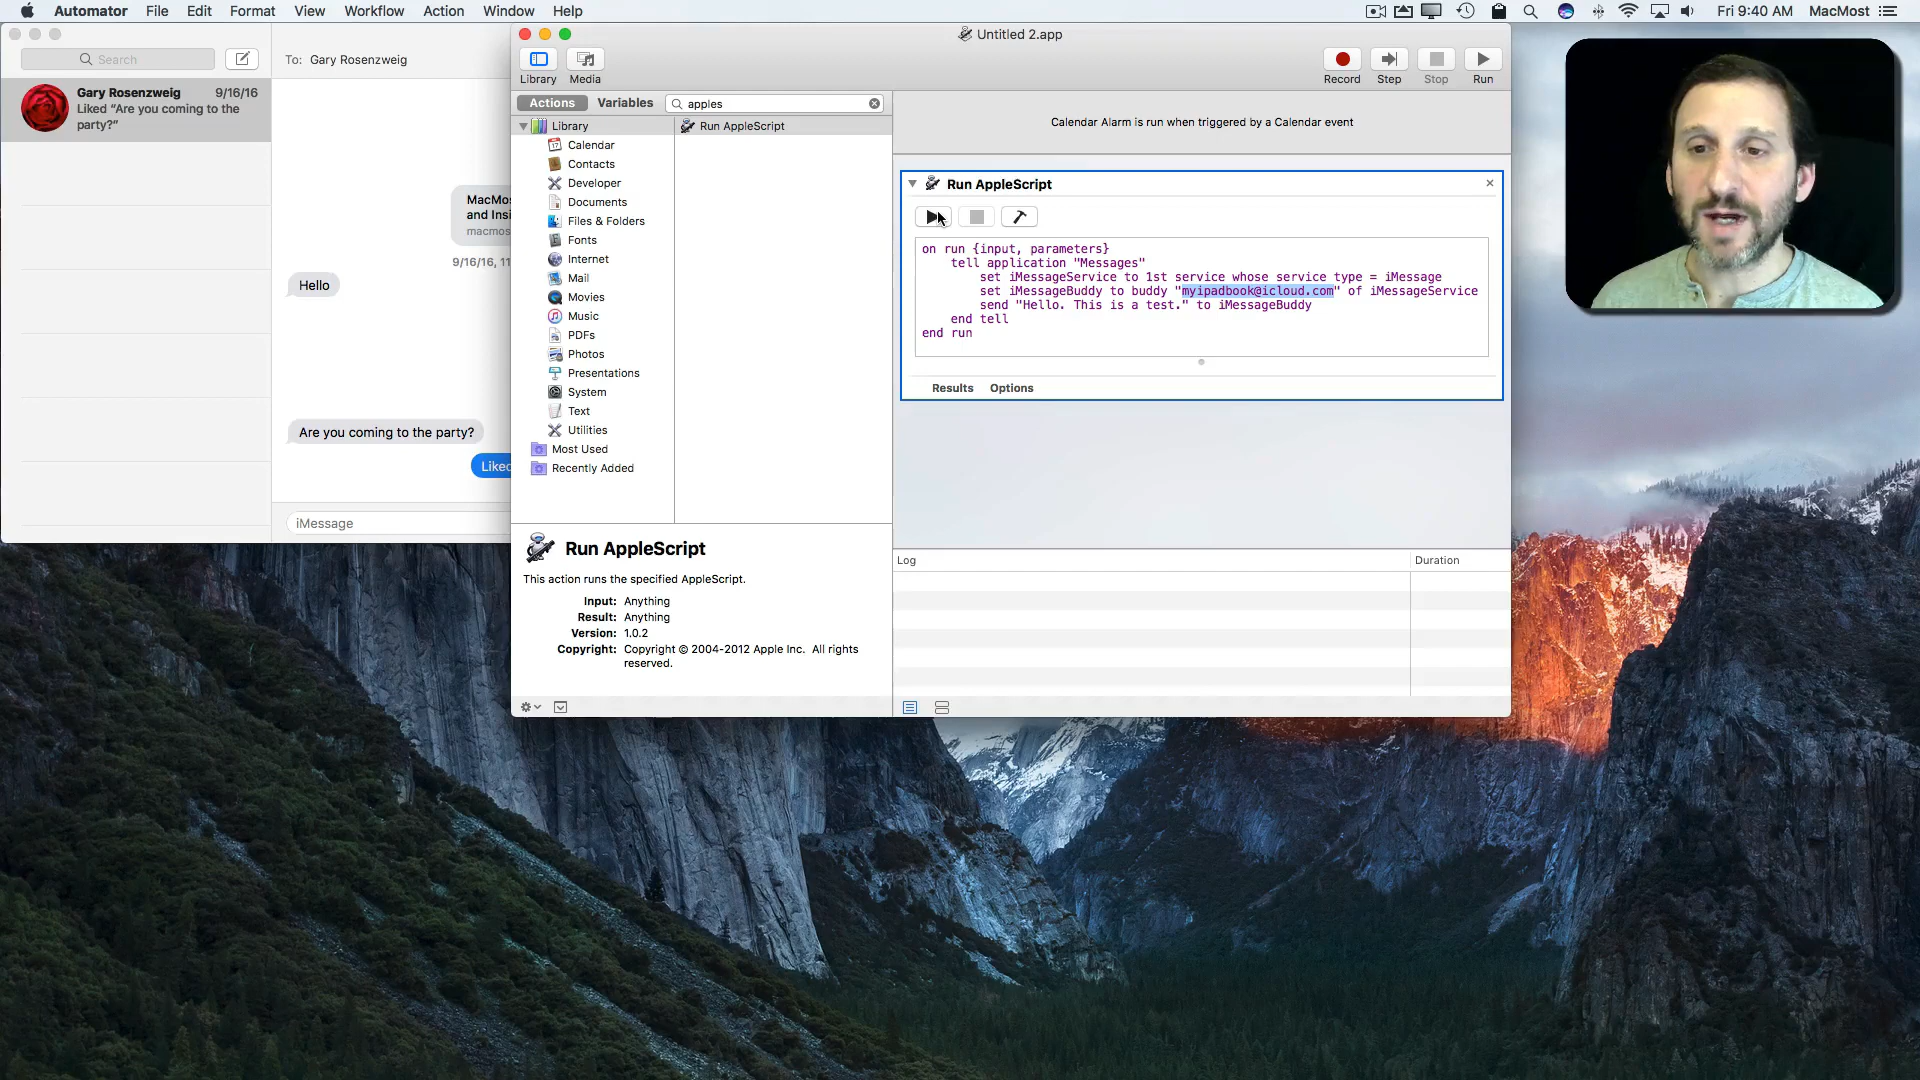 Automator File Edit Format View Workflow Action Window Help
Fri 9:40 AM MacMost
Search
To: Gary Rosenzweig
Gary Rosenzweig 9/16/16
Liked “Are you coming to the
party?”
macmos
9/16/16, 11
Hello
Are you coming to the party?
Liked
iMessage
Untitled 2.app
Library Media
Record Step Stop Run
Actions Variables apples
Library
Calendar
Contacts
Developer
Documents
Files & Folders
Fonts
Internet
Mail
Movies
Music
PDFs
Photos
Presentations
System
Text
Utilities
Most Used
Recently Added
Run AppleScript
Run AppleScript
This action runs the specified AppleScript.
Input: Anything
Result: Anything
Version: 1.0.2
Copyright: Copyright © 2004-2012 Apple Inc. All rights
reserved.
Calendar Alarm is run when triggered by a Calendar event
Run AppleScript
on run {input, parameters}
tell application "Messages"
set iMessageService to 1st service whose service type = iMessage
set iMessageBuddy to buddy "myipadbook@icloud.com" of iMessageService
send "Hello. This is a test." to iMessageBuddy
end tell
end run
Results Options
Log Duration